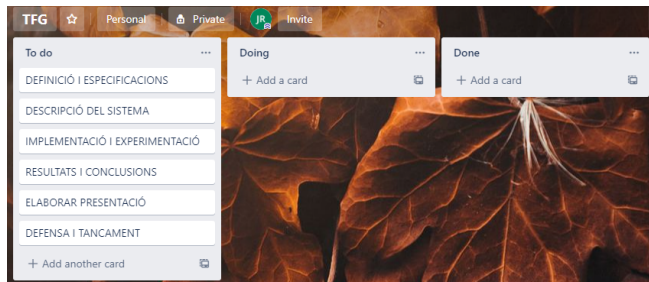 TFG Personal Private JR Invite
To do ...
DEFINICIÓ I ESPECIFICACIONS
DESCRIPCIÓ DEL SISTEMA
IMPLEMENTACIÓ I EXPERIMENTACIÓ
RESULTATS I CONCLUSIONS
ELABORAR PRESENTACIÓ
DEFENSA I TANCAMENT
+ Add another card
Doing ...
+ Add a card
Done ...
+ Add a card